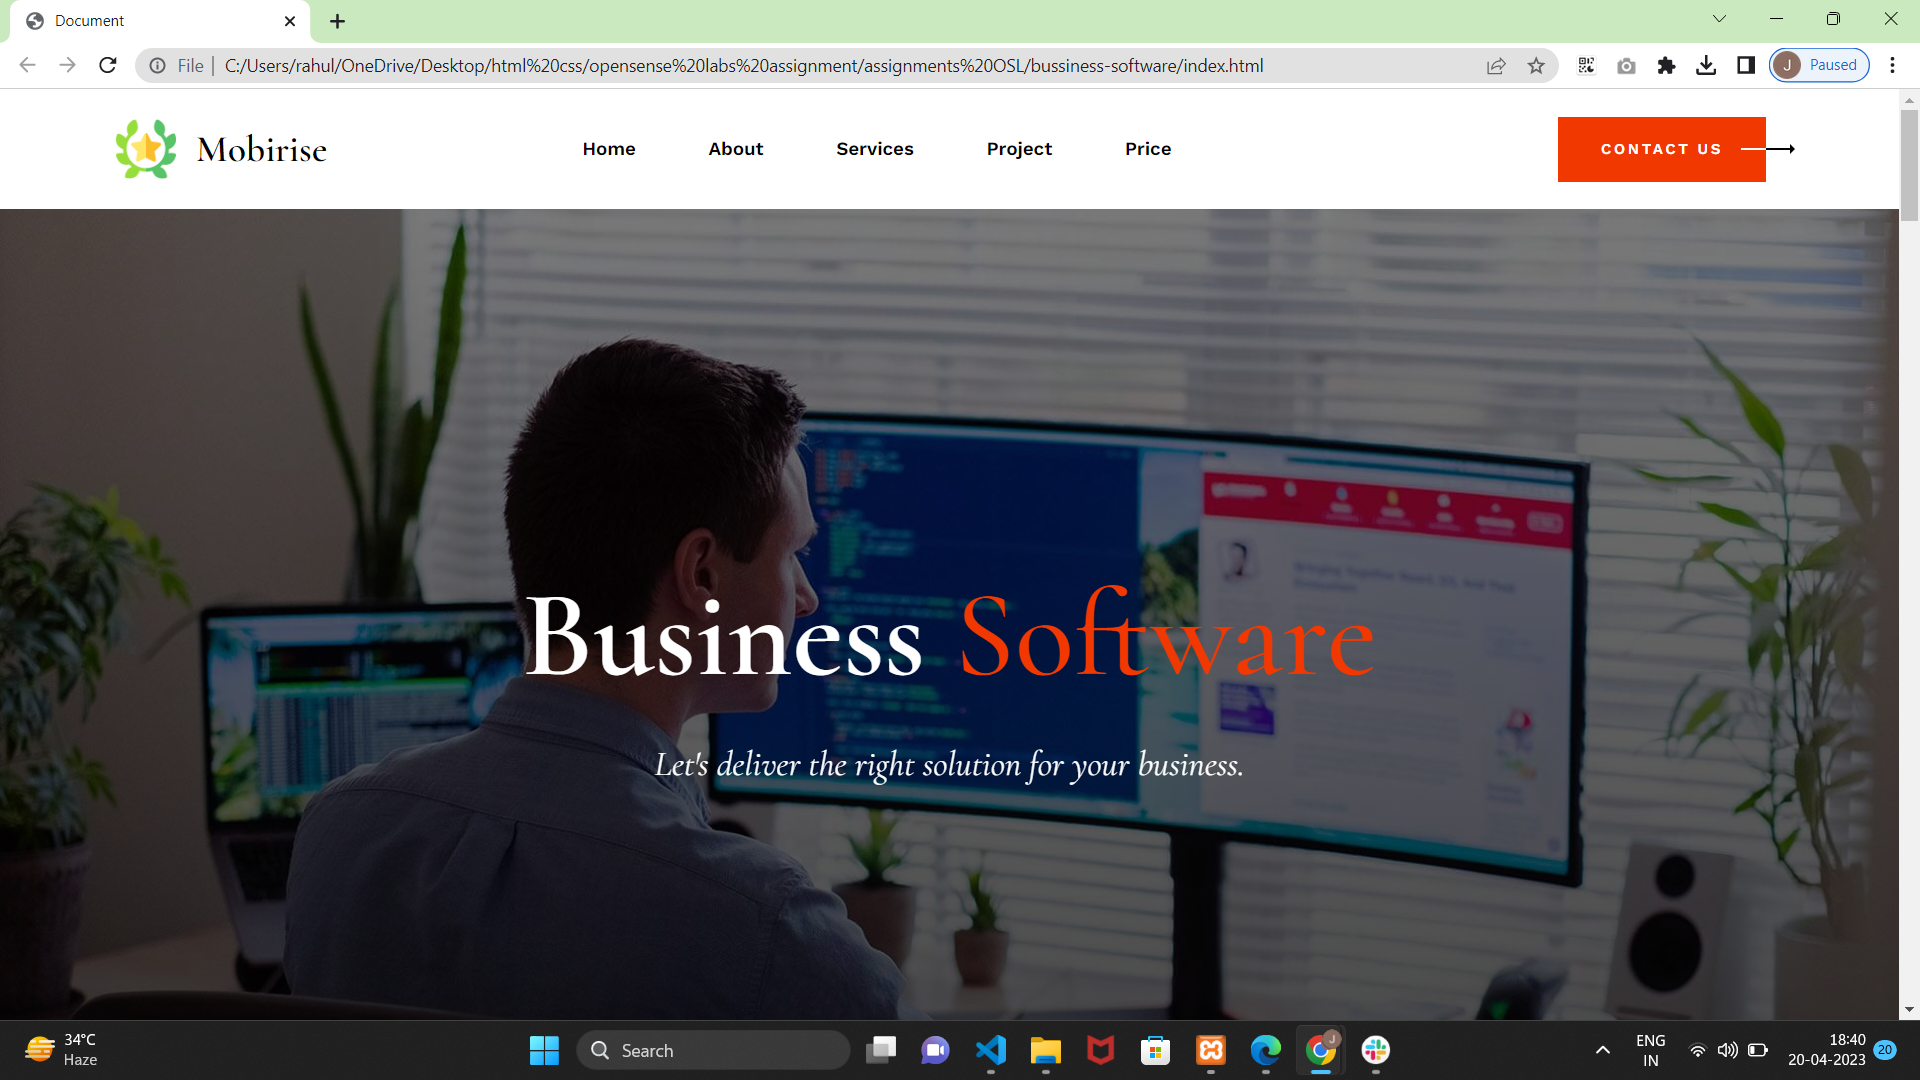 Document
File | C:/Users/rahul/OneDrive/Desktop/html%20css/opensense%20labs%20assignment/assignments%20OSL/bussiness-software/index.html
J Paused
Mobirise
Home About Services Project Price
CONTACT US
Business Software
Let's deliver the right solution for your business.
34°C
Haze
Search
J
ENG
IN
18:40
20-04-2023
20